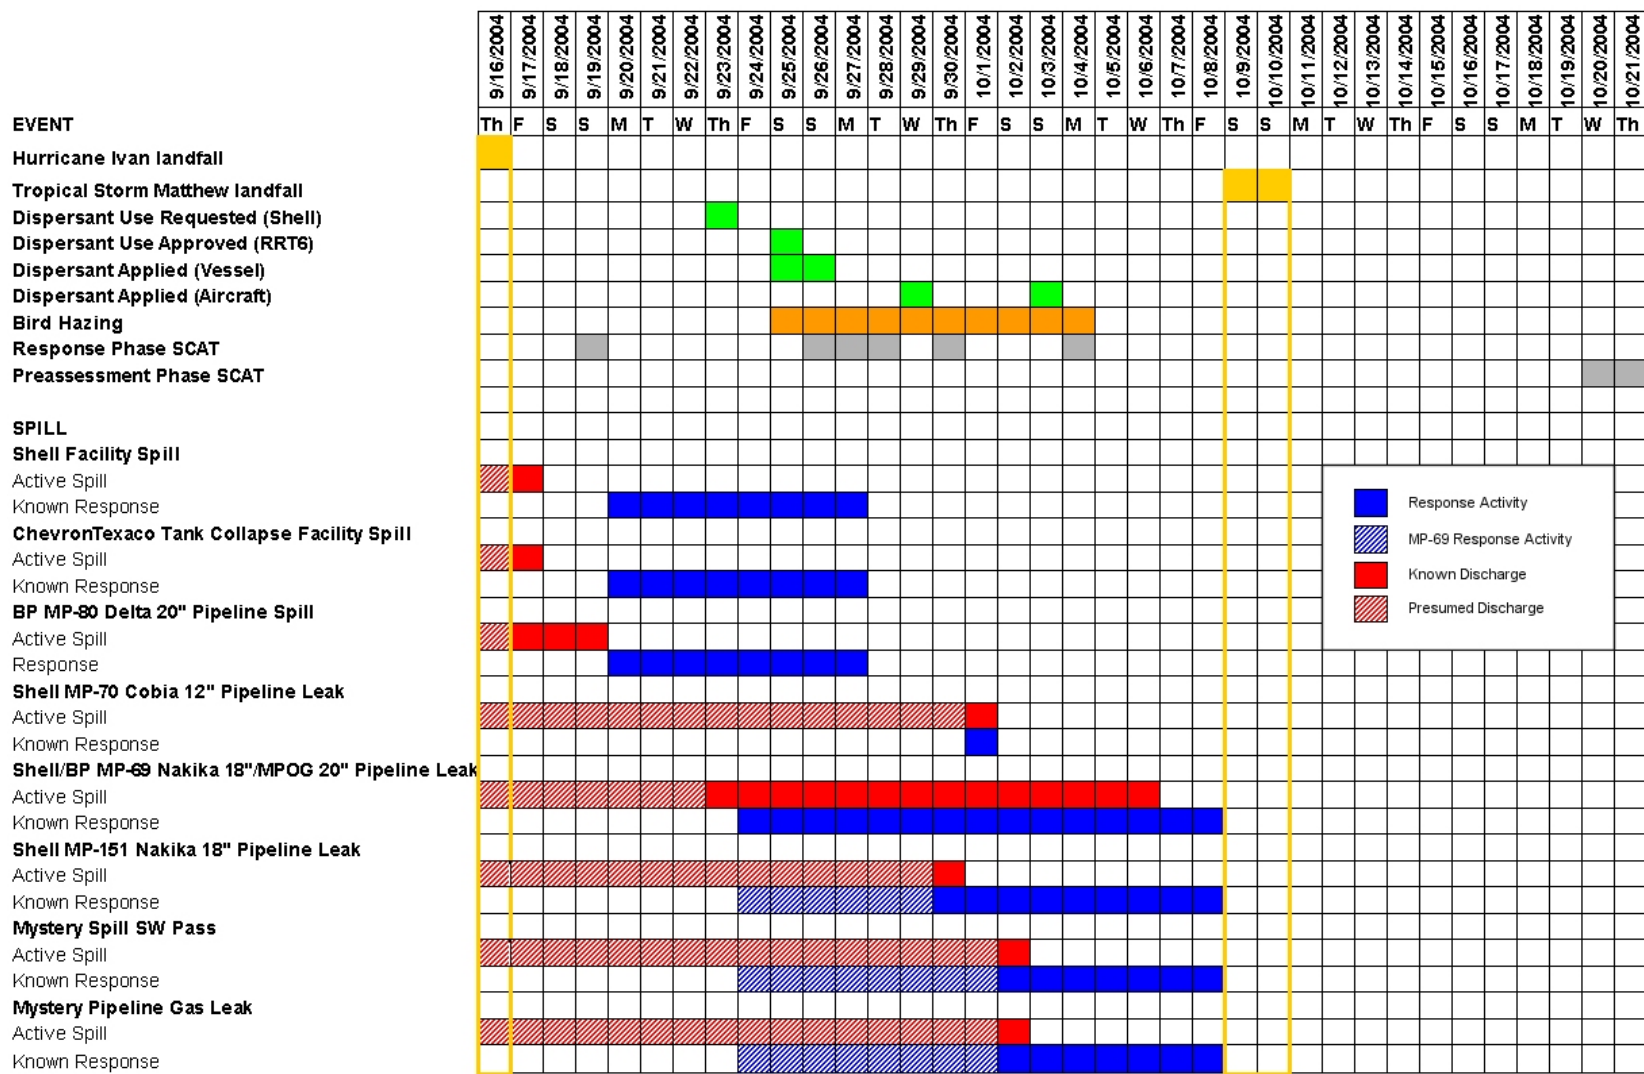 9/16/2004 9/17/2004 9/18/2004 9/19/2004 9/20/2004 9/21/2004 9/22/2004 9/23/2004 9/24/2004 9/25/2004 9/26/2004 9/27/2004 9/28/2004 9/29/2004 9/30/2004 10/1/2004 10/2/2004 10/3/2004 10/4/2004 10/5/2004 10/6/2004 10/7/2004 10/8/2004 10/9/2004 10/10/2004 10/11/2004 10/12/2004 10/13/2004 10/14/2004 10/15/2004 10/16/2004 10/17/2004 10/18/2004 10/19/2004 10/20/2004 10/21/2004
EVENT Th F S S M T W Th F S S M T W Th F S S M T W Th F S S M T W Th F S S M T W Th
Hurricane Ivan landfall
Tropical Storm Matthew landfall
Dispersant Use Requested (Shell)
Dispersant Use Approved (RRT6)
Dispersant Applied (Vessel)
Dispersant Applied (Aircraft)
Bird Hazing
Response Phase SCAT
Preassessment Phase SCAT
SPILL
Shell Facility Spill
Active Spill
Known Response
ChevronTexaco Tank Collapse Facility Spill
Active Spill
Known Response
BP MP-80 Delta 20" Pipeline Spill
Active Spill
Response
Shell MP-70 Cobia 12" Pipeline Leak
Active Spill
Known Response
Shell/BP MP-69 Nakika 18"/MPOG 20" Pipeline Leak
Active Spill
Known Response
Shell MP-151 Nakika 18" Pipeline Leak
Active Spill
Known Response
Mystery Spill SW Pass
Active Spill
Known Response
Mystery Pipeline Gas Leak
Active Spill
Known Response
Response Activity
MP-69 Response Activity
Known Discharge
Presumed Discharge